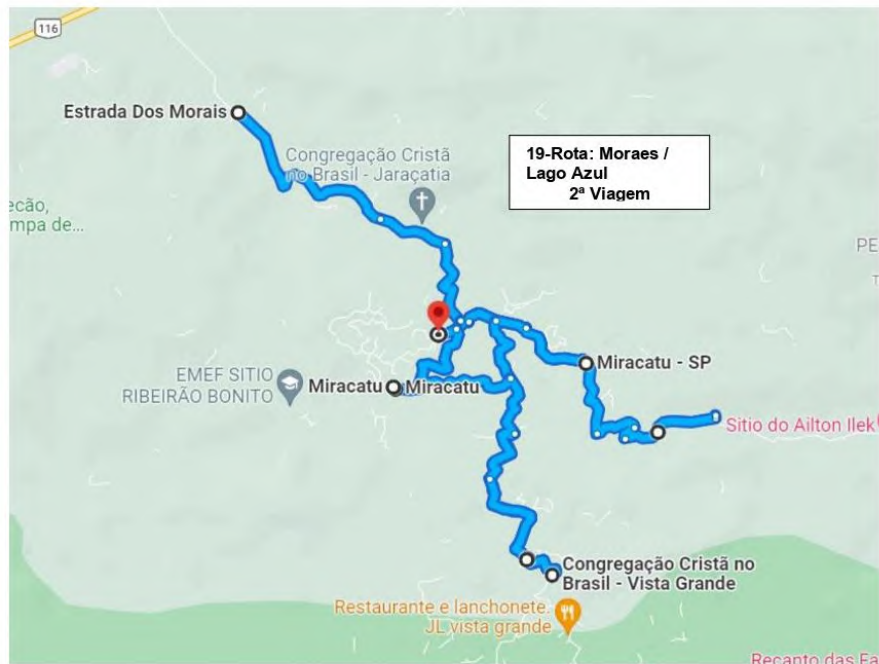 116
Estrada Dos Morais
Congregação Cristã
no Brasil - Jaraçatia
19-Rota: Moraes /
Lago Azul
2ª Viagem
ecão,
mpa de...
PE
T
EMEF SITIO
RIBEIRÃO BONITO
Miracatu
Miracatu
Miracatu - SP
Sitio do Ailton Ilek
Congregação Cristã no
Brasil - Vista Grande
Restaurante e lanchonete.
JL vista grande
Recanto das Fa